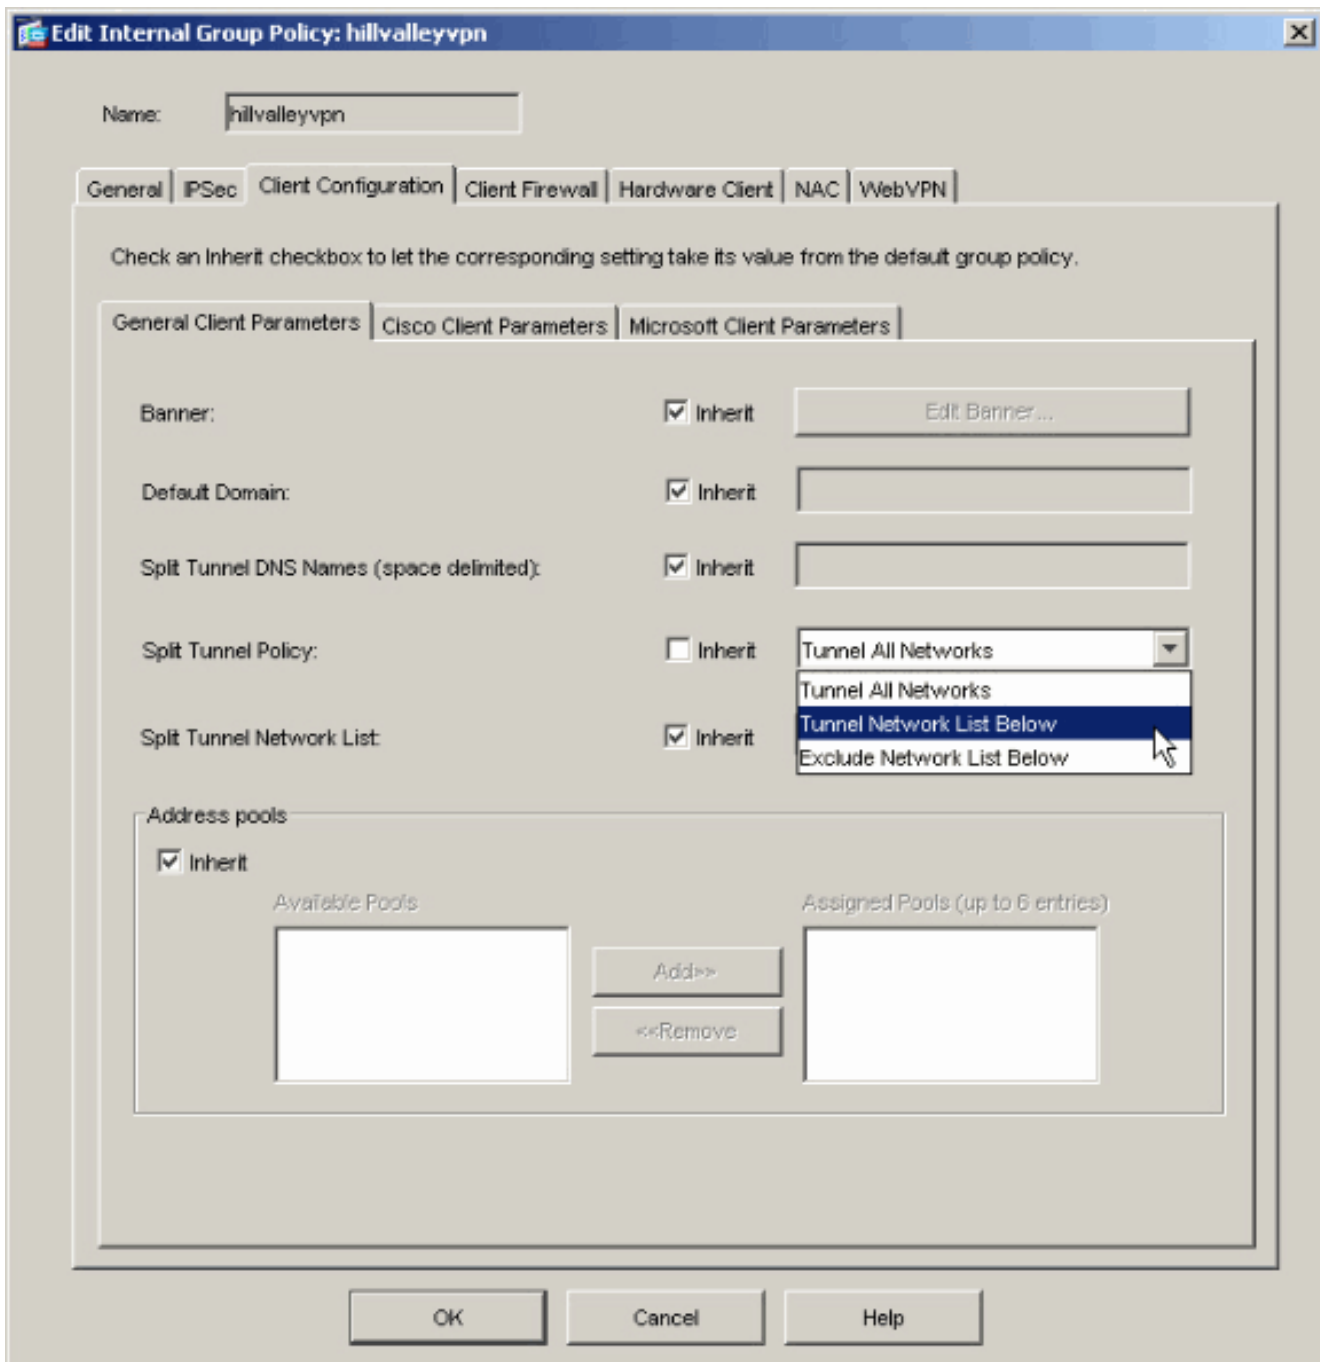 Edit Internal Group Policy: hillvalleyvpn
Name: hillvalleyvpn
General IPSec Client Configuration Client Firewall Hardware Client NAC WebVPN
Check an Inherit checkbox to let the corresponding setting take its value from the default group policy.
General Client Parameters Cisco Client Parameters Microsoft Client Parameters
Banner: Inherit Edit Banner...
Default Domain: Inherit
Split Tunnel DNS Names (space delimited): Inherit
Split Tunnel Policy: Inherit Tunnel All Networks
Tunnel All Networks
Tunnel Network List Below
Split Tunnel Network List: Inherit
Exclude Network List Below
Address pools
Inherit
Available Pools Assigned Pools (up to 6 entries)
Add>>
<<Remove
OK Cancel Help